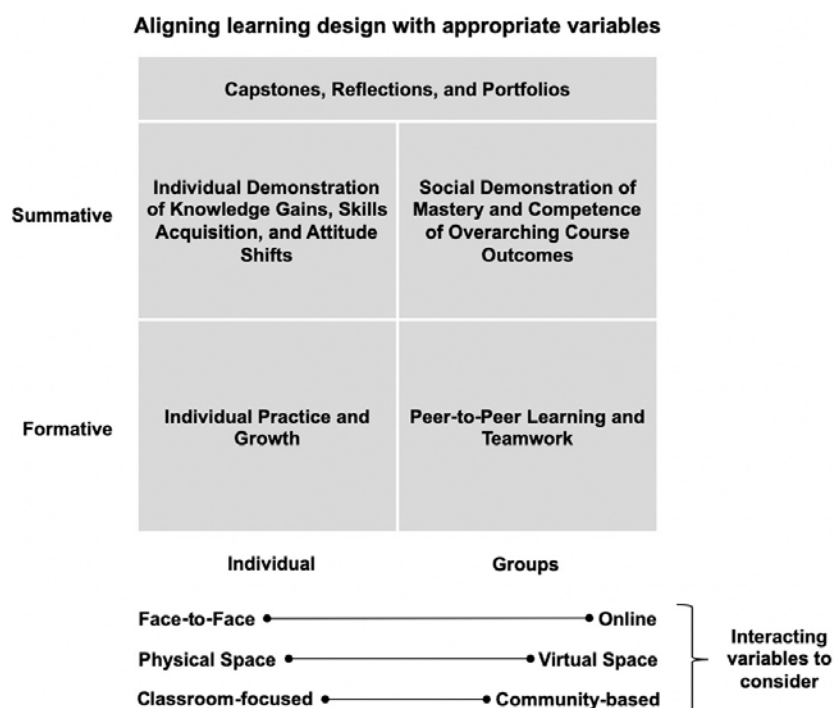 Aligning learning design with appropriate variables
Capstones, Reflections, and Portfolios
Summative
Individual Demonstration
of Knowledge Gains, Skills
Acquisition, and Attitude
Shifts
Social Demonstration of
Mastery and Competence
of Overarching Course
Outcomes
Formative
Individual Practice and
Growth
Peer-to-Peer Learning and
Teamwork
Individual
Groups
Face-to-Face
Online
Physical Space
Virtual Space
Classroom-focused
Community-based
Interacting
variables to
consider